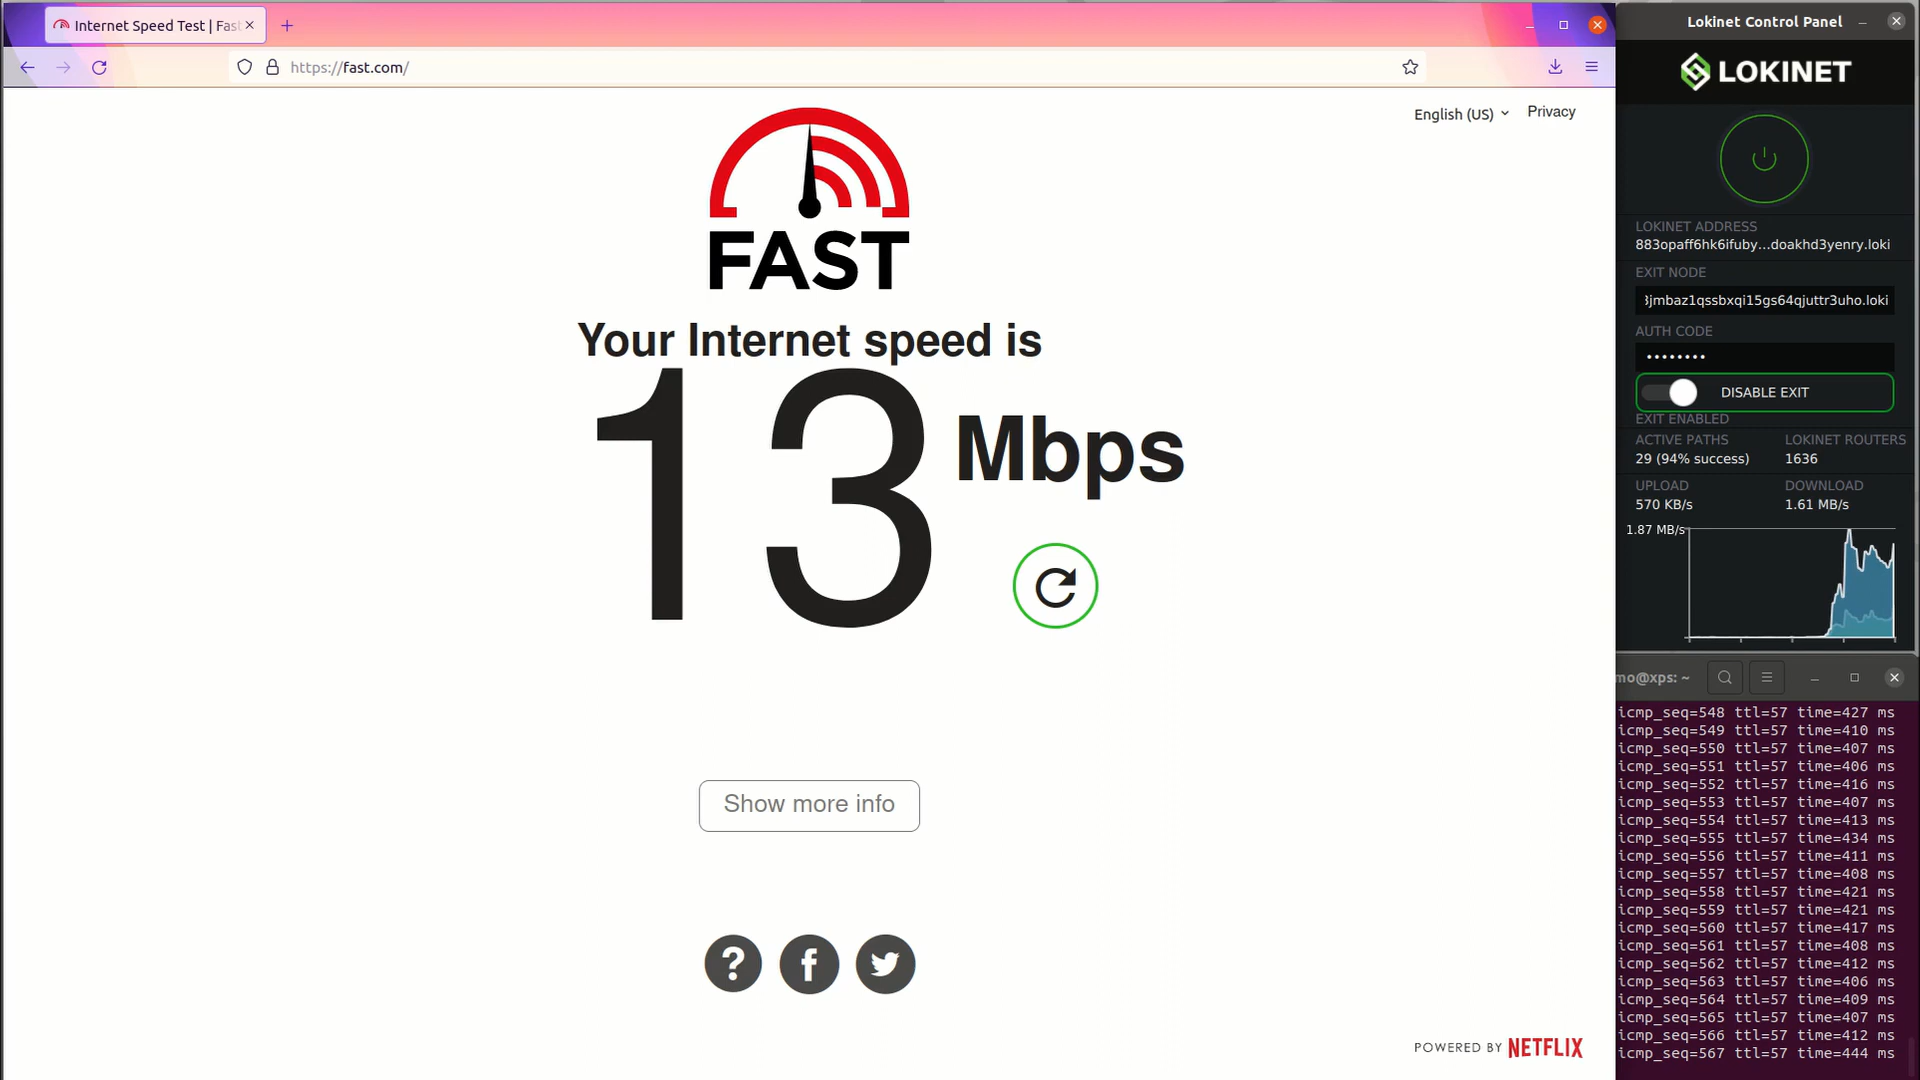 Internet Speed Test | Fas
https://fast.com/
English (US)
Privacy
FAST
Your Internet speed is
13 Mbps
Show more info
POWERED BY NETFLIX
Lokinet Control Panel
LOKINET
LOKINET ADDRESS
883opaff6hk6ifuby...doakhd3yenry.loki
EXIT NODE
3jmbaz1qssbxqi15gs64qjuttr3uho.loki
AUTH CODE
••••••••
DISABLE EXIT
EXIT ENABLED
ACTIVE PATHS
29 (94% success)
LOKINET ROUTERS
1636
UPLOAD
570 KB/s
DOWNLOAD
1.61 MB/s
1.87 MB/s
mo@xps: ~
icmp_seq=548 ttl=57 time=427 ms
icmp_seq=549 ttl=57 time=410 ms
icmp_seq=550 ttl=57 time=407 ms
icmp_seq=551 ttl=57 time=406 ms
icmp_seq=552 ttl=57 time=416 ms
icmp_seq=553 ttl=57 time=407 ms
icmp_seq=554 ttl=57 time=413 ms
icmp_seq=555 ttl=57 time=434 ms
icmp_seq=556 ttl=57 time=411 ms
icmp_seq=557 ttl=57 time=408 ms
icmp_seq=558 ttl=57 time=421 ms
icmp_seq=559 ttl=57 time=421 ms
icmp_seq=560 ttl=57 time=417 ms
icmp_seq=561 ttl=57 time=408 ms
icmp_seq=562 ttl=57 time=412 ms
icmp_seq=563 ttl=57 time=406 ms
icmp_seq=564 ttl=57 time=409 ms
icmp_seq=565 ttl=57 time=407 ms
icmp_seq=566 ttl=57 time=412 ms
icmp_seq=567 ttl=57 time=444 ms